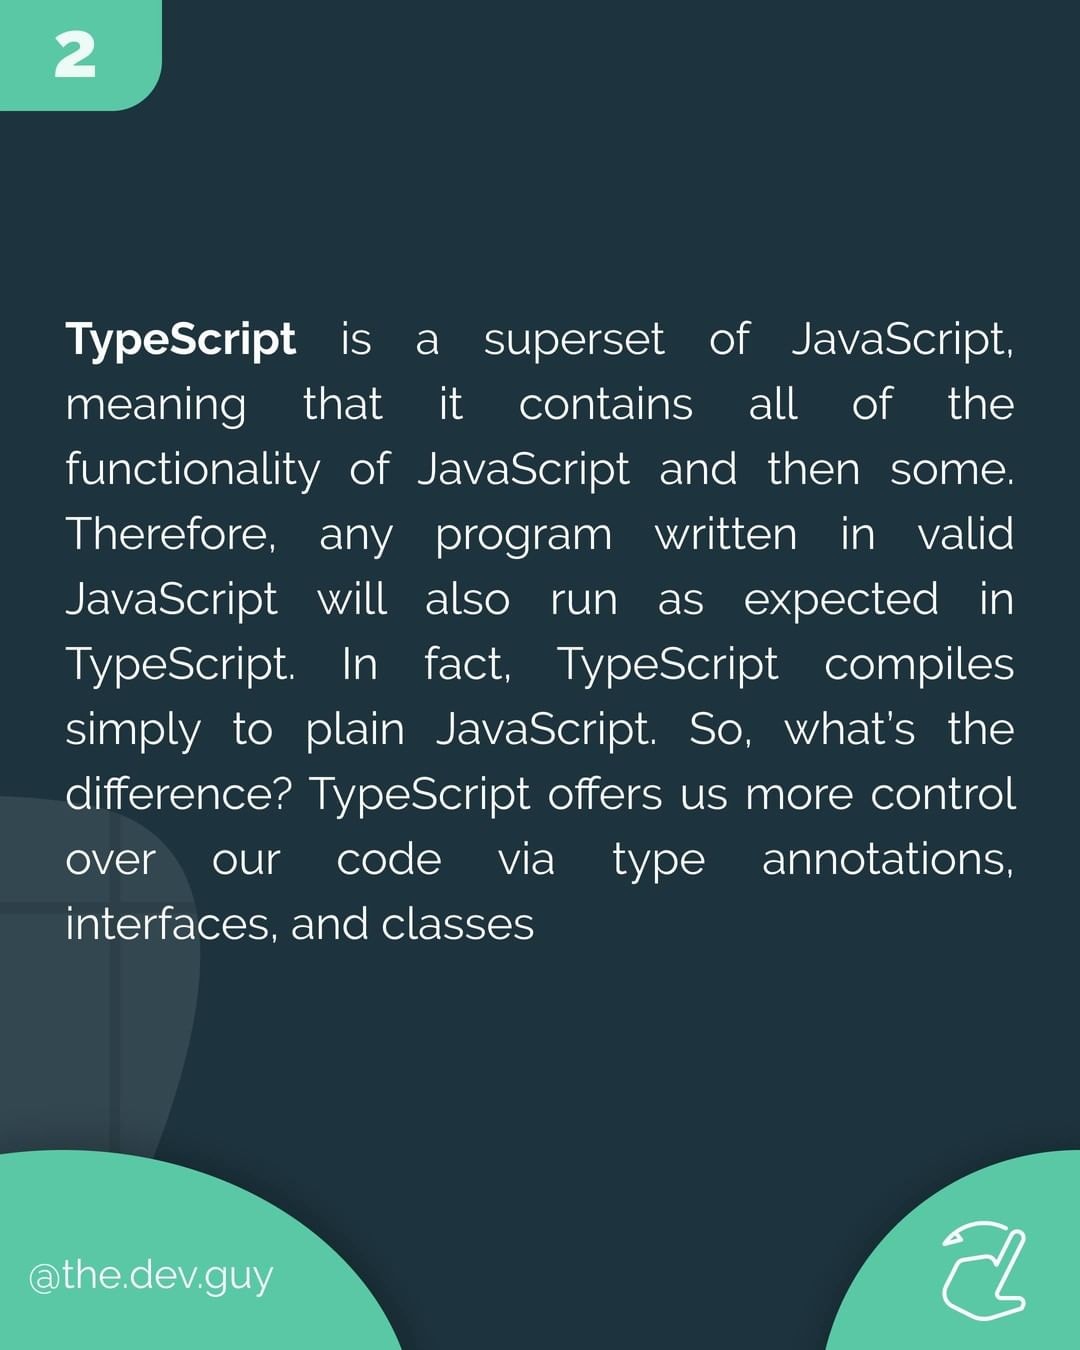 2
TypeScript is a superset of JavaScript,
meaning that it contains all of the
functionality of JavaScript and then some.
Therefore, any program written in valid
JavaScript will also run as expected in
TypeScript. In fact, TypeScript compiles
simply to plain JavaScript. So, what’s the
difference? TypeScript offers us more control
over our code via type annotations,
interfaces, and classes
@the.dev.guy